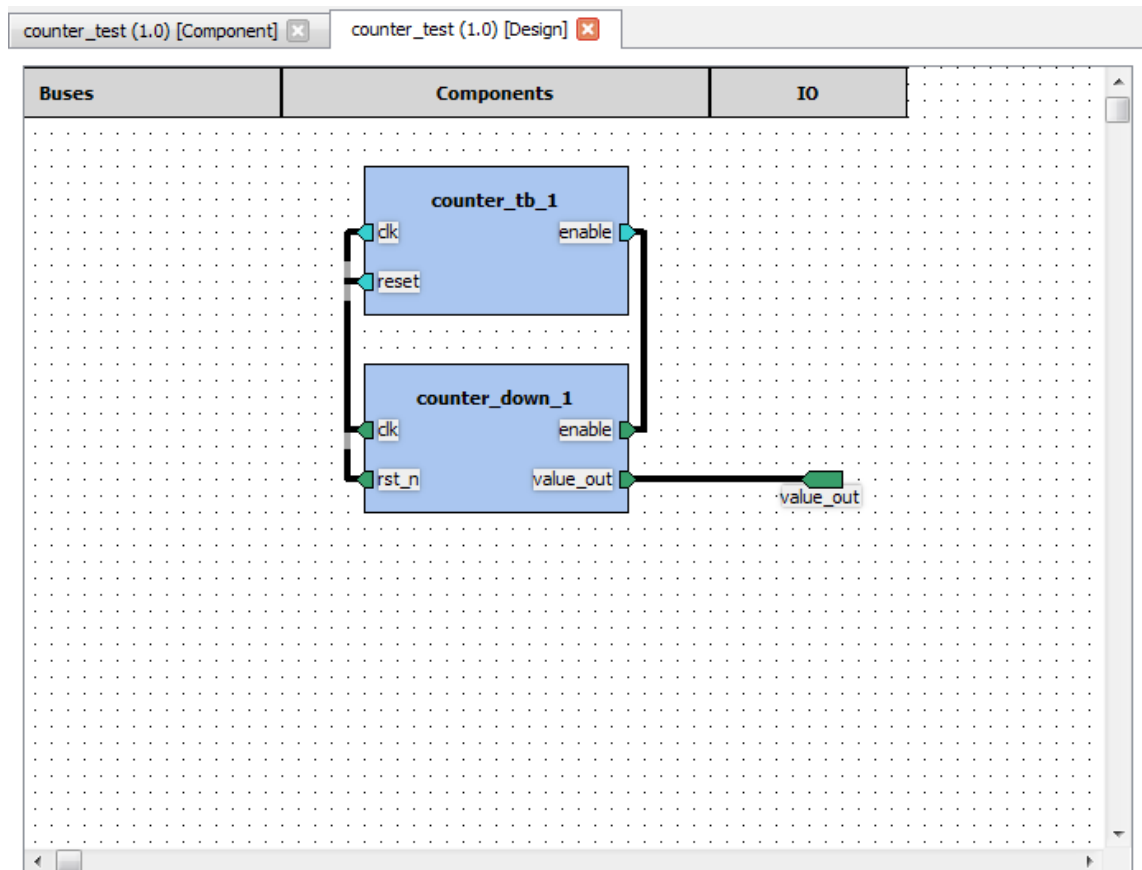 counter_test (1.0) [Component] counter_test (1.0) [Design]
Buses Components IO
counter_tb_1
clk enable
reset
counter_down_1
clk enable
rst_n value_out
value_out